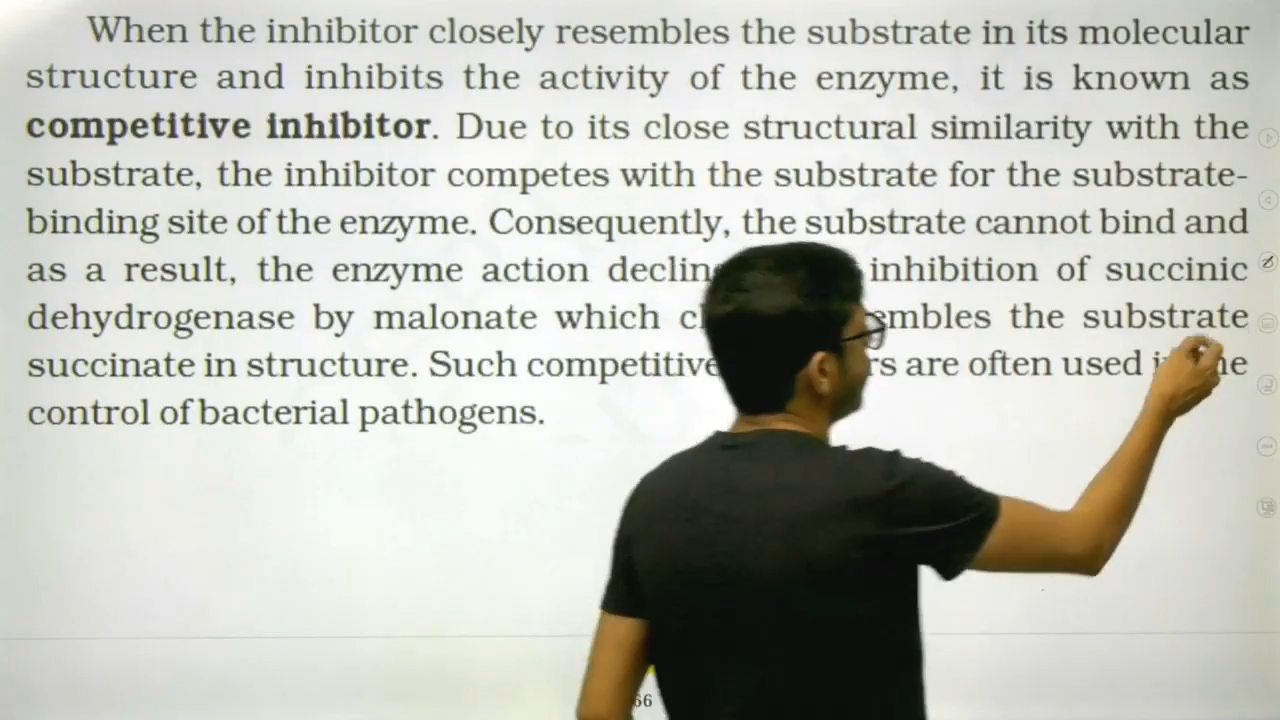 When the inhibitor closely resembles the substrate in its molecular
structure and inhibits the activity of the enzyme, it is known as
competitive inhibitor. Due to its close structural similarity with the
substrate, the inhibitor competes with the substrate for the substrate-
binding site of the enzyme. Consequently, the substrate cannot bind and
as a result, the enzyme action inhibition of succinic
dehydrogenase by malonate which the substrate
succinate in structure. Such competitive are often used
control of bacterial pathogens.
66